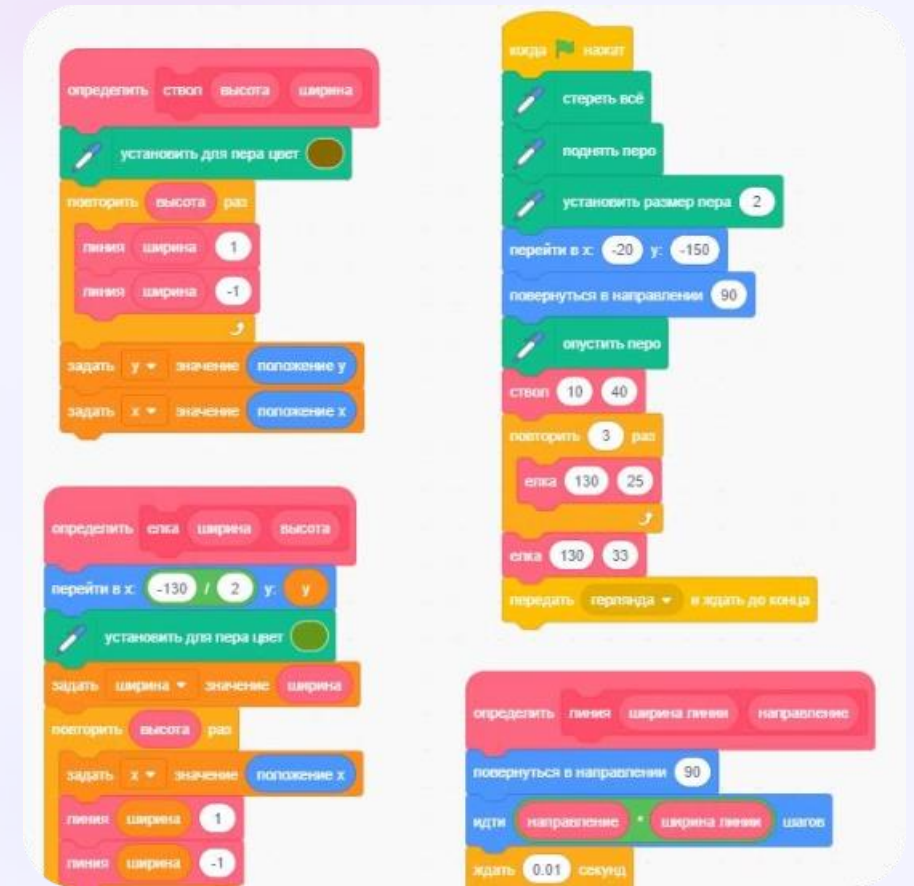 определить ствол высота ширина
установить для пера цвет
повторить высота раз
линия ширина 1
линия ширина -1
задать y значение положение y
задать x значение положение x
определить елка ширина высота
перейти в x: -130 / 2 y: y
установить для пера цвет
задать ширина значение ширина
повторить высота раз
задать x значение положение x
линия ширина 1
линия ширина -1
когда нажат
стереть всё
поднять перо
установить размер пера 2
перейти в x: -20 y: -150
повернуться в направлении 90
опустить перо
ствол 10 40
повторить 3 раз
елка 130 25
елка 130 33
передать герлянда и ждать до конца
определить линия ширина линии направление
повернуться в направлении 90
идти направление * ширина линии шагов
ждать 0.01 секунд